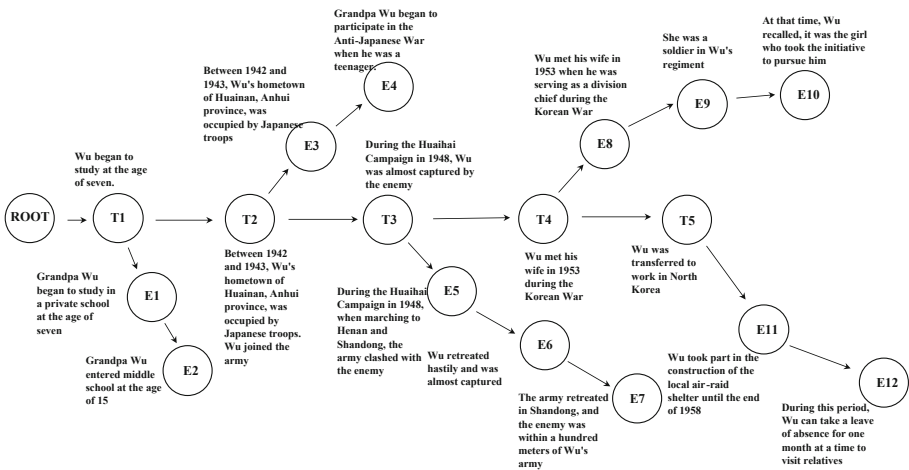 Grandpa Wu began to
participate in the
Anti-Japanese War
when he was a
teenager.
E4
Between 1942 and
1943, Wu's hometown
of Huainan, Anhui
province, was
occupied by Japanese
troops
E3
Wu met his wife in
1953 when he was
serving as a division
chief during the
Korean War
E8
She was a
soldier in Wu's
regiment
E9
At that time, Wu
recalled, it was the girl
who took the initiative
to pursue him
E10
Wu began to
study at the age
of seven.
During the Huaihai
Campaign in 1948, Wu
was almost captured by
the enemy
ROOT
T1
T2
T3
T4
T5
Grandpa Wu
began to study in
a private school
at the age of
seven
E1
Grandpa Wu
entered middle
school at the age
of 15
E2
Between 1942
and 1943, Wu's
hometown of
Huainan, Anhui
province, was
occupied by
Japanese troops.
Wu joined the
army
During the Huaihai
Campaign in 1948,
when marching to
Henan and
Shandong, the
army clashed with
the enemy
E5
Wu retreated
hastily and was
almost captured
E6
The army retreated
in Shandong, and
the enemy was
within a hundred
meters of Wu's
army
E7
Wu met his
wife in 1953
during the
Korean War
Wu was
transferred to
work in North
Korea
E11
Wu took part in the
construction of the
local air-raid
shelter until the end
of 1958
E12
During this period,
Wu can take a leave
of absence for one
month at a time to
visit relatives